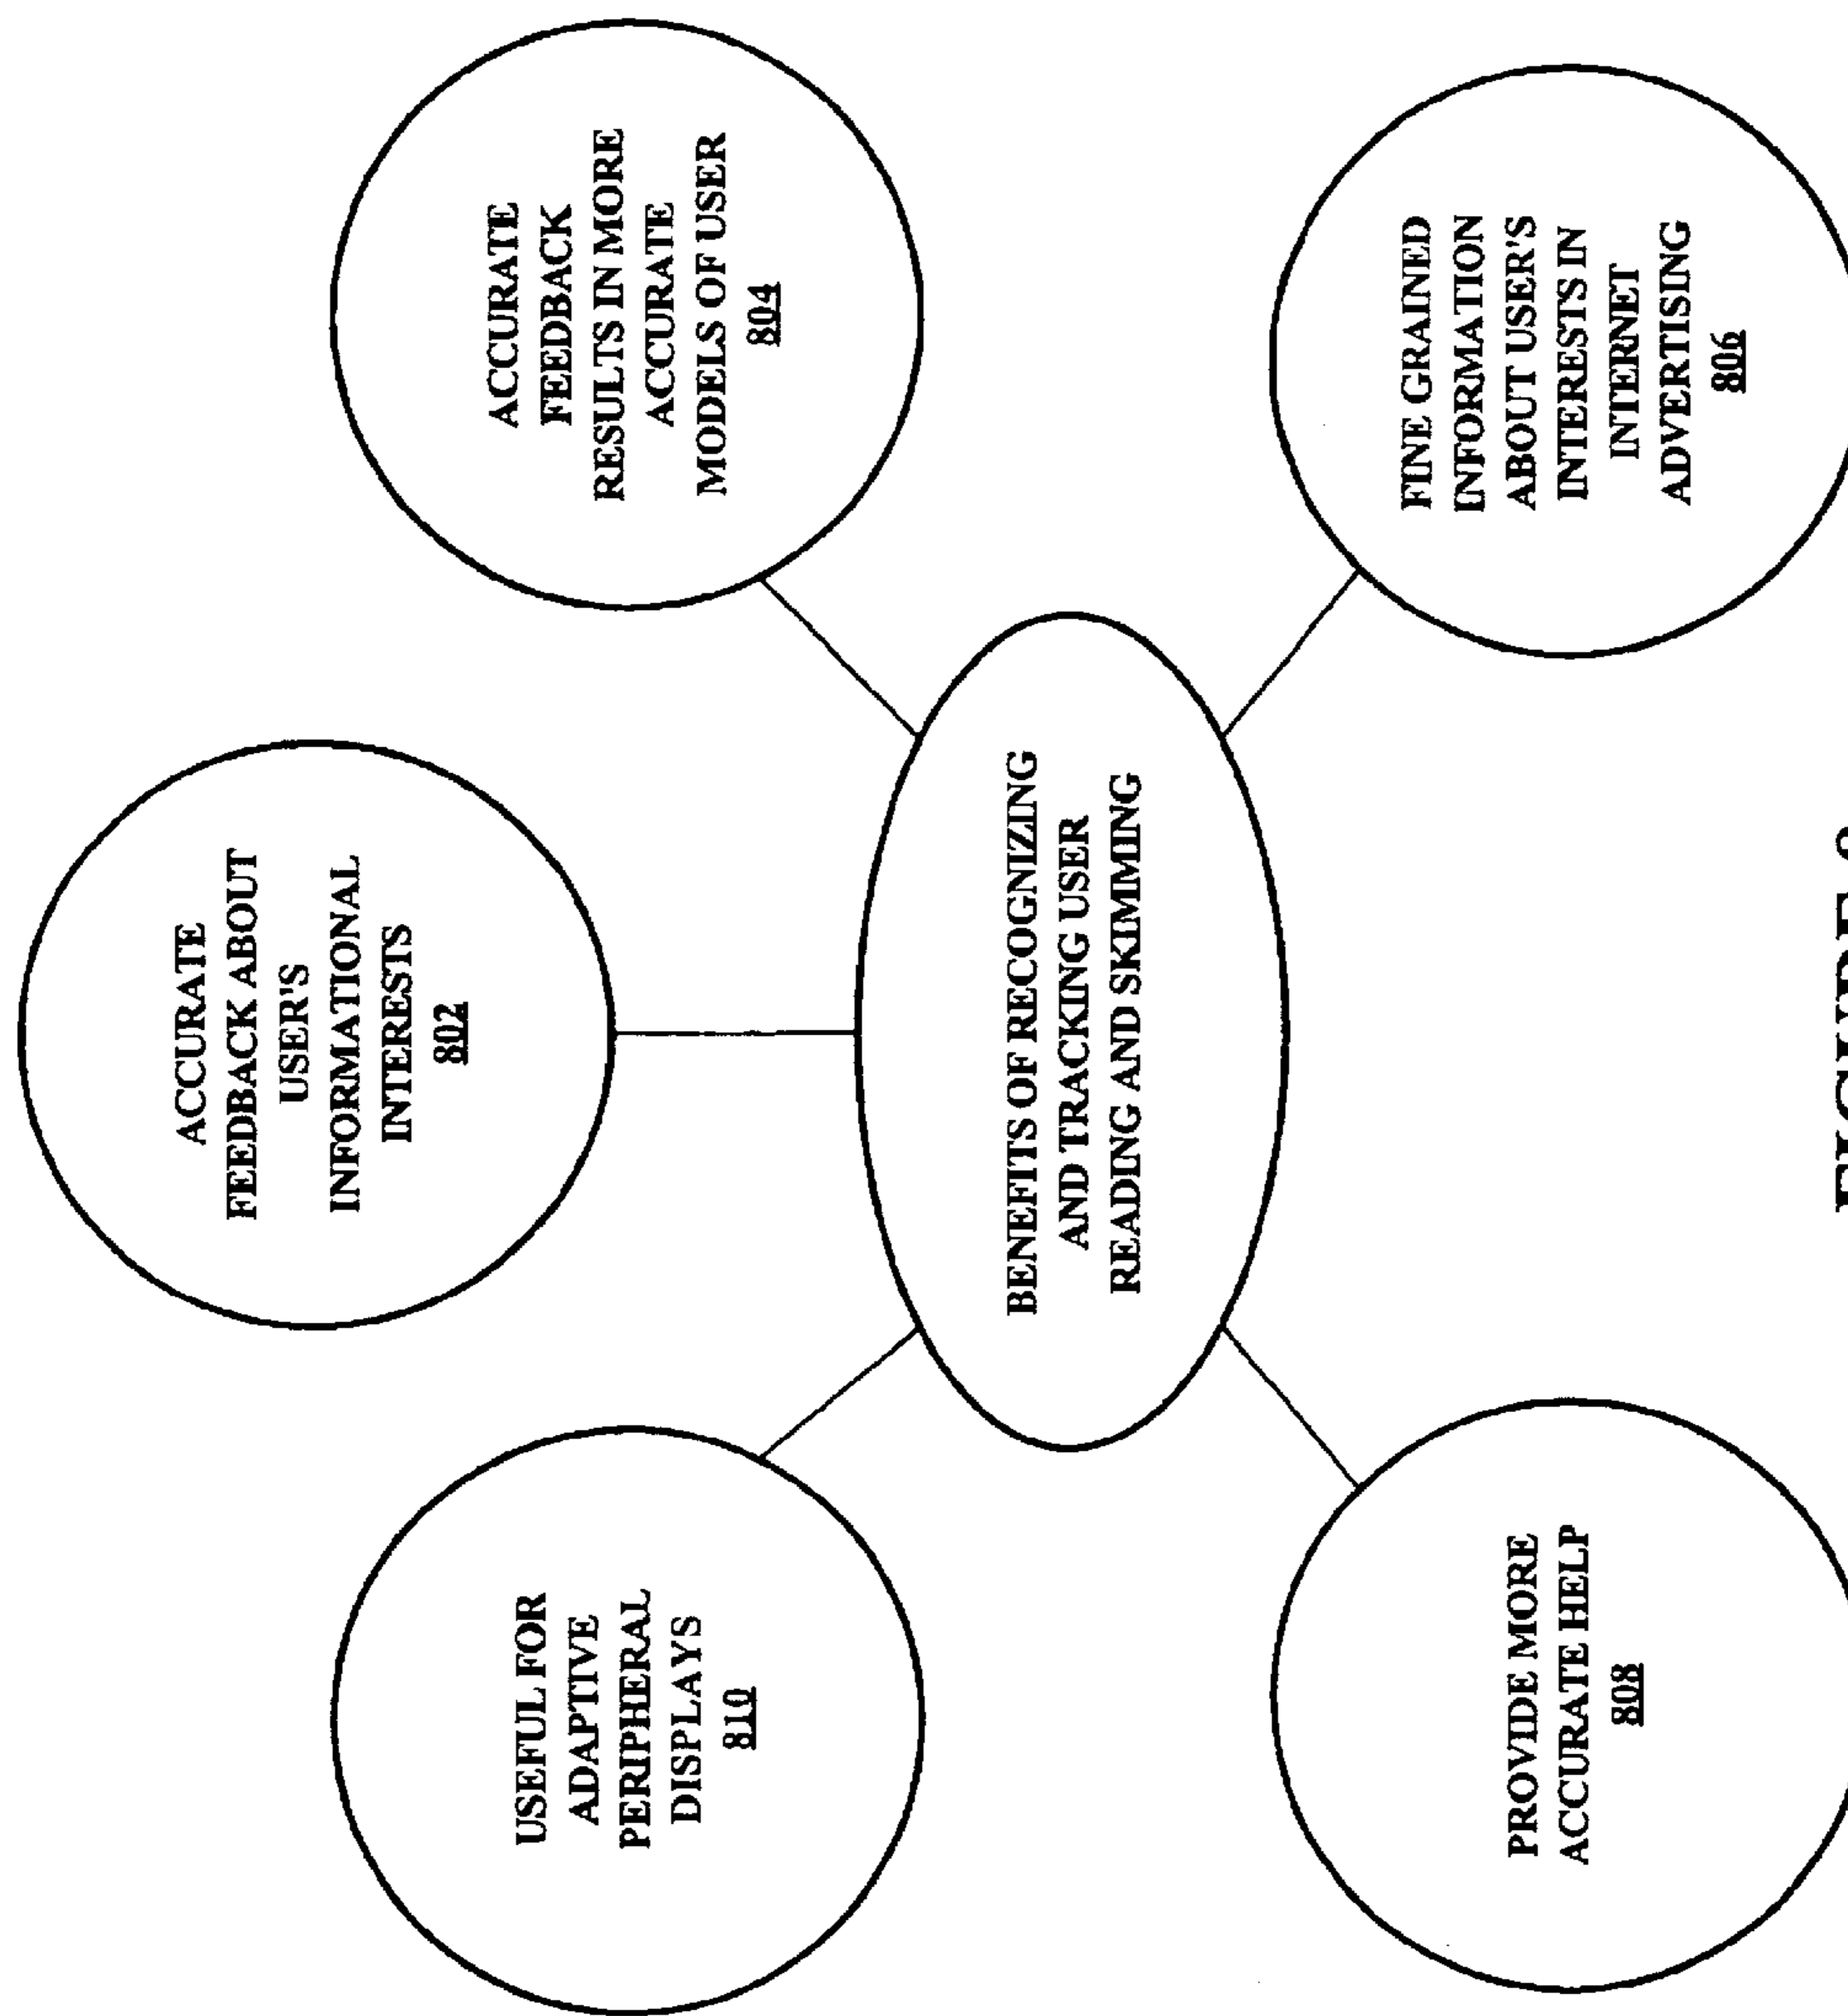 ACCURATE
FEEDBACK ABOUT
USER'S
INFORMATIONAL
INTERESTS
802
ACCURATE
FEEDBACK
RESULTS IN MORE
ACCURATE
MODELS OF USER
804
FINE GRAINED
INFORMATION
ABOUT USER'S
INTERESTS IN
INTERNET
ADVERTISING
806
PROVIDE MORE
ACCURATE HELP
808
USEFUL FOR
ADAPTIVE
PERIPHERAL
DISPLAYS
810
BENEFITS OF RECOGNIZING
AND TRACKING USER
READING AND SKIMMING